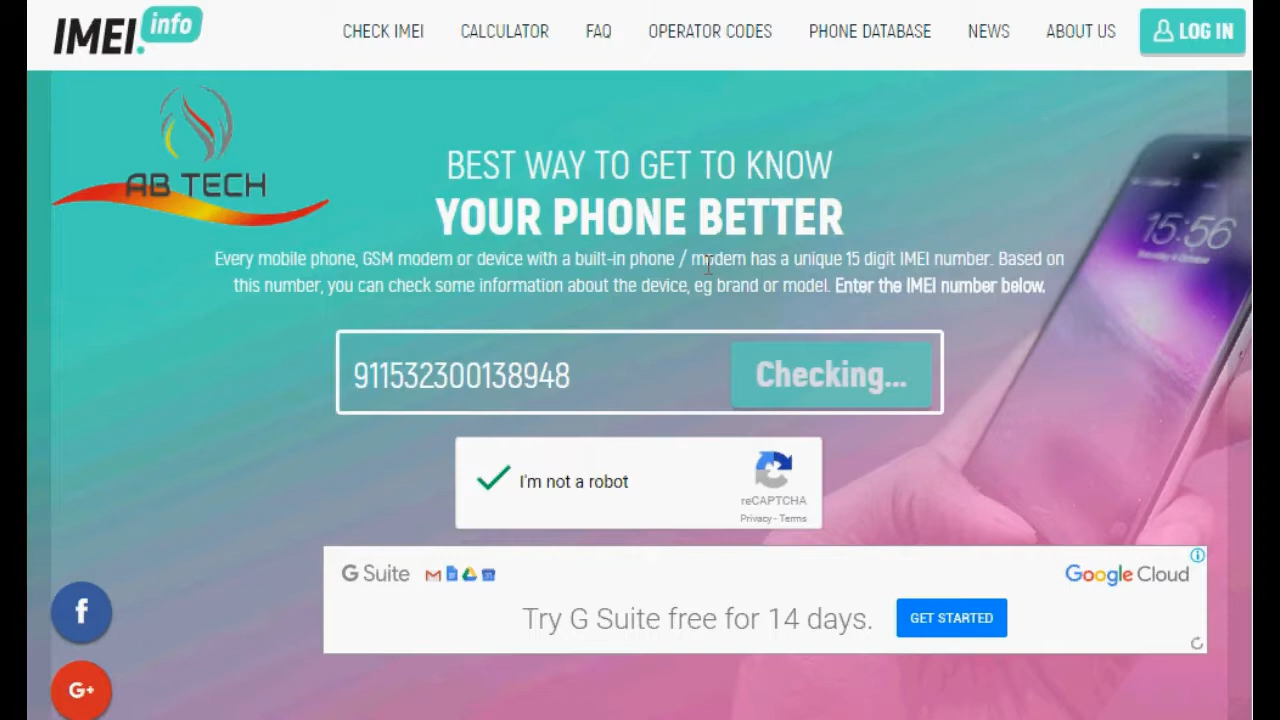 IMEI.info
CHECK IMEI CALCULATOR FAQ OPERATOR CODES PHONE DATABASE NEWS ABOUT US LOG IN
AB TECH
BEST WAY TO GET TO KNOW
YOUR PHONE BETTER
Every mobile phone, GSM modem or device with a built-in phone / modem has a unique 15 digit IMEI number. Based on
this number, you can check some information about the device, eg brand or model. Enter the IMEI number below.
15:56
911532300138948 Checking...
I'm not a robot
reCAPTCHA
Privacy - Terms
G Suite
Google Cloud
Try G Suite free for 14 days. GET STARTED
f
G+